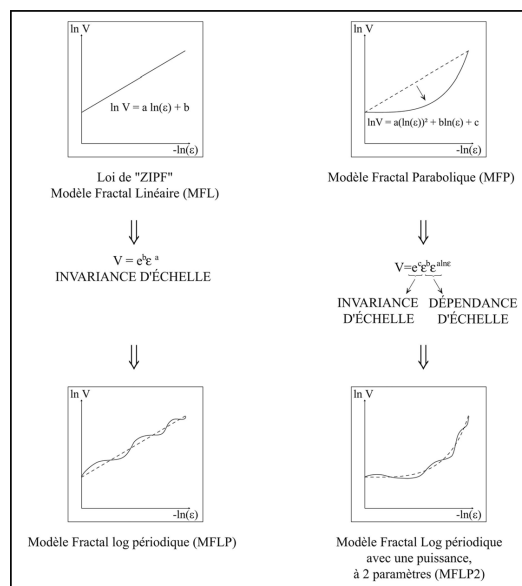 ln V
ln V = a ln(ε) + b
-ln(ε)
Loi de "ZIPF"
Modèle Fractal Linéaire (MFL)
V = e^b ε^a
INVARIANCE D'ÉCHELLE
ln V
-ln(ε)
Modèle Fractal log périodique (MFLP)
ln V
lnV = a(ln(ε))² + bln(ε) + c
-ln(ε)
Modèle Fractal Parabolique (MFP)
V=e^c ε^b ε^alnε
INVARIANCE D'ÉCHELLE
DÉPENDANCE D'ÉCHELLE
ln V
-ln(ε)
Modèle Fractal Log périodique
avec une puissance,
à 2 paramètres (MFLP2)